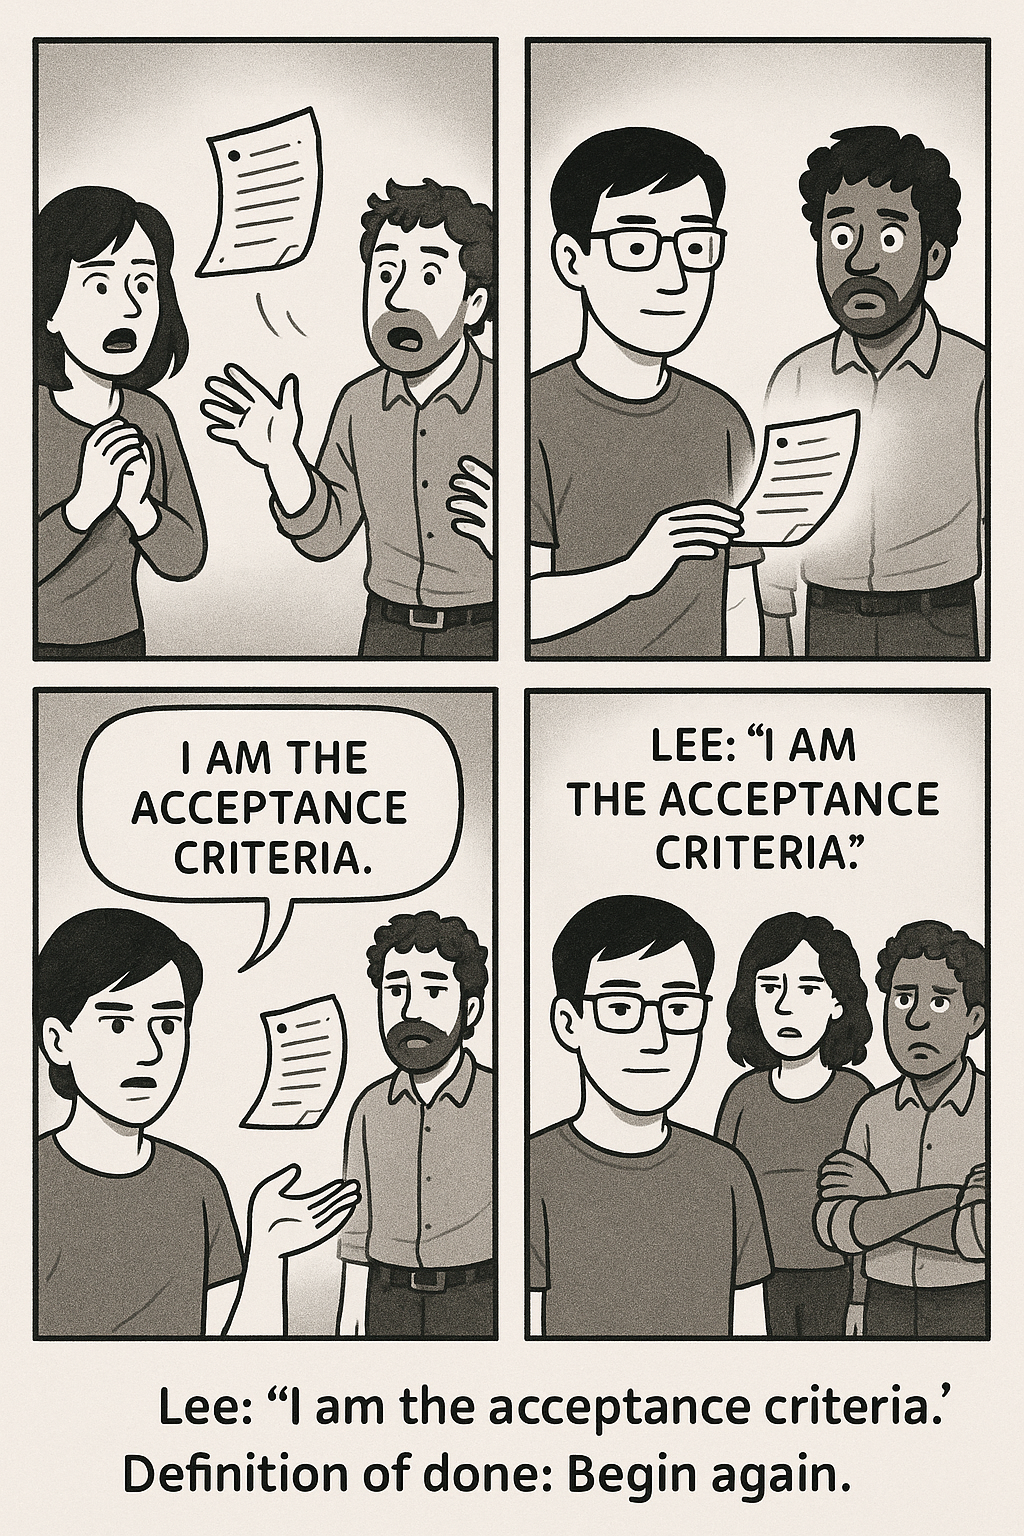 I AM THE
ACCEPTANCE
CRITERIA.
LEE: “I AM
THE ACCEPTANCE
CRITERIA.”
Lee: “I am the acceptance criteria.’
Definition of done: Begin again.